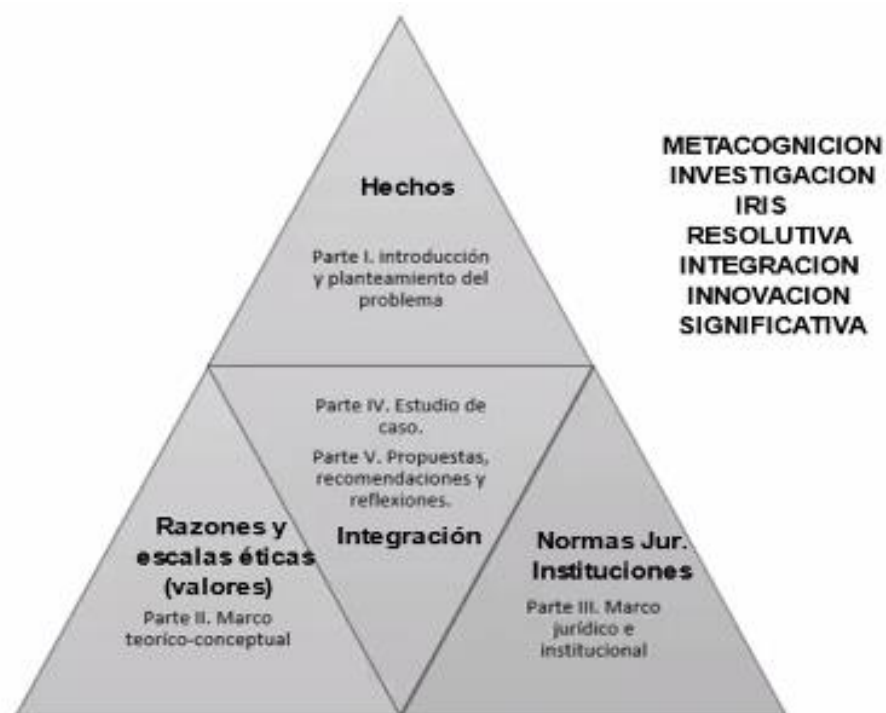 Hechos
Parte I. introducción
y planteamiento del
problema
METACOGNICION
INVESTIGACION
IRIS
RESOLUTIVA
INTEGRACION
INNOVACION
SIGNIFICATIVA
Parte IV. Estudio de
caso.
Parte V. Propuestas,
recomendaciones y
reflexiones.
Integración
Razones y
escalas éticas
(valores)
Parte II. Marco
teorico-conceptual
Normas Jur.
Instituciones
Parte III. Marco
jurídico e
institucional